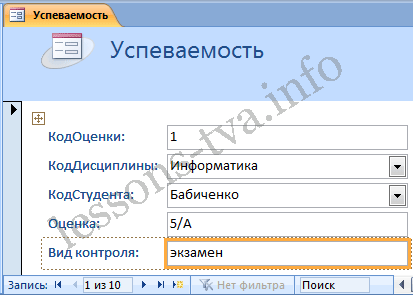 Успеваемость
Успеваемость
КодОценки: 1
КодДисциплины: Информатика
КодСтудента: Бабиченко
Оценка: 5/А
Вид контроля: экзамен
Запись: 1 из 10 Нет фильтра Поиск
lessons-tva.info